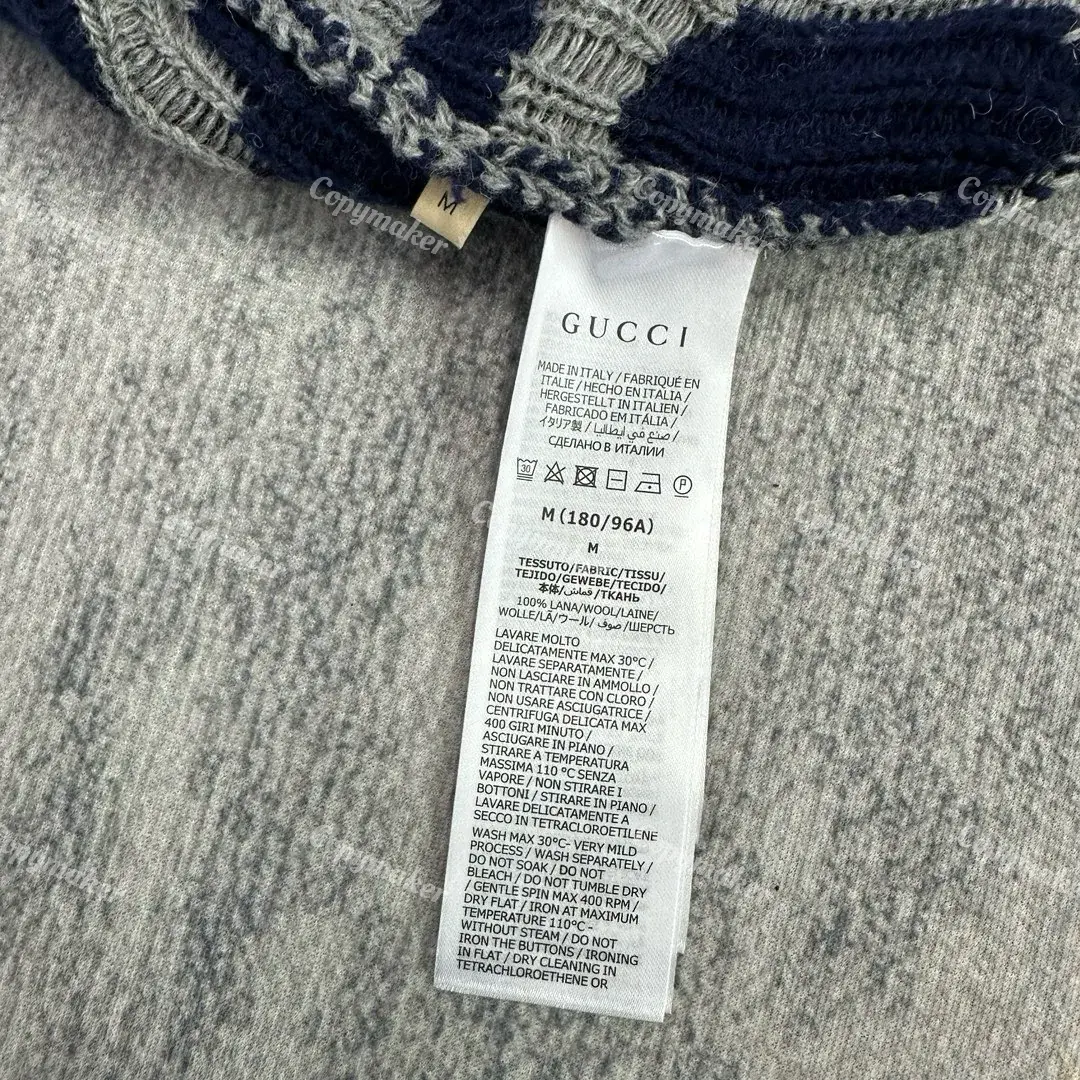 M
GUCCI
MADE IN ITALY / FABRIQUÉ EN
ITALIE / HECHO EN ITALIA /
HERGESTELLT IN ITALIEN /
FABRICADO EM ITÁLIA /
イタリア製 / صنع في ايطاليا /
СДЕЛАНО В ИТАЛИИ
30
P
M (180/96A)
M
TESSUTO/FABRIC/TISSU/
TEJIDO/GEWEBE/TECIDO/
本体/قماش/ТКАНЬ
100% LANA/WOOL/LAINE/
WOLLE/LÃ/ウール/ صوف /ШЕРСТЬ
LAVARE MOLTO
DELICATAMENTE MAX 30°C /
LAVARE SEPARATAMENTE /
NON LASCIARE IN AMMOLLO /
NON TRATTARE CON CLORO /
NON USARE ASCIUGATRICE /
CENTRIFUGA DELICATA MAX
400 GIRI MINUTO /
ASCIUGARE IN PIANO /
STIRARE A TEMPERATURA
MASSIMA 110 °C SENZA
VAPORE / NON STIRARE I
BOTTONI / STIRARE IN PIANO /
LAVARE DELICATAMENTE A
SECCO IN TETRACLOROETILENE
WASH MAX 30°C- VERY MILD
PROCESS / WASH SEPARATELY /
DO NOT SOAK / DO NOT
BLEACH / DO NOT TUMBLE DRY
/ GENTLE SPIN MAX 400 RPM /
DRY FLAT / IRON AT MAXIMUM
TEMPERATURE 110°C -
WITHOUT STEAM / DO NOT
IRON THE BUTTONS / IRONING
IN FLAT / DRY CLEANING IN
TETRACHLOROETHENE OR
Copymaker
Copymaker
Copymaker